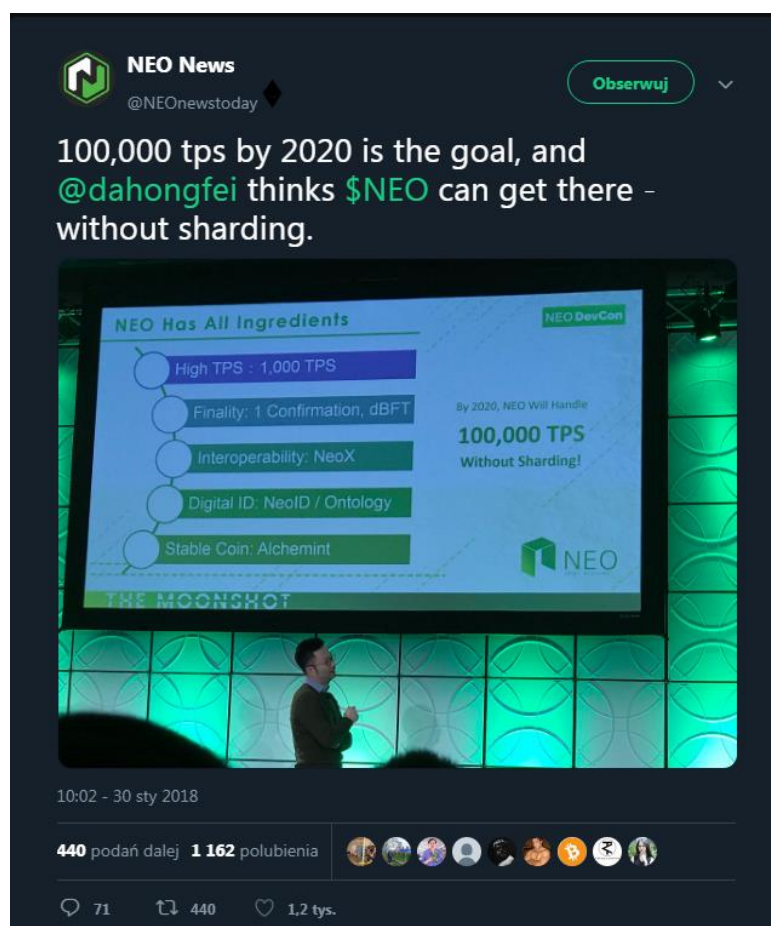 NEO News
@NEOnewstoday
Obserwuj
100,000 tps by 2020 is the goal, and
@dahongfei thinks $NEO can get there -
without sharding.
NEO Has All Ingredients
NEO DevCon
High TPS : 1,000 TPS
Finality: 1 Confirmation, dBFT
Interoperability: NeoX
Digital ID: NeoID / Ontology
Stable Coin: Alchemint
By 2020, NEO Will Handle
100,000 TPS
Without Sharding!
NEO
THE MOONSHOT
10:02 - 30 sty 2018
440 podań dalej 1 162 polubienia
71 440 1,2 tys.